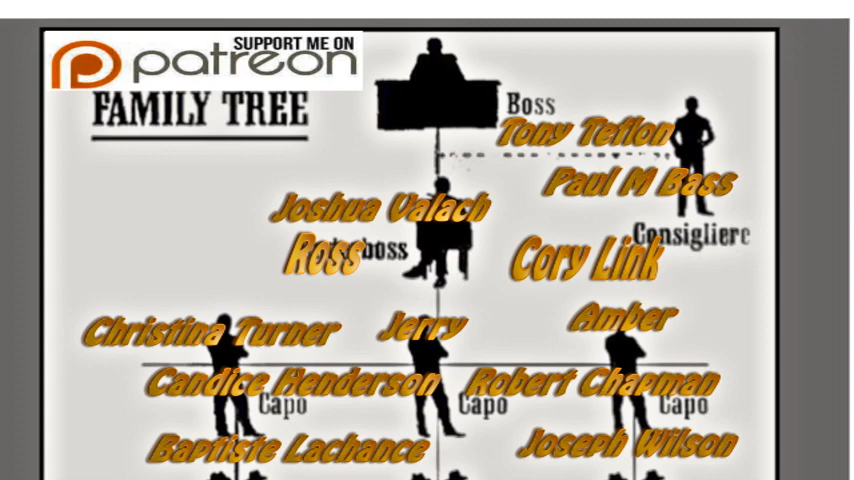 SUPPORT ME ON
patreon
FAMILY TREE
Boss
Tony Teflon
Paul M Bass
Joshua Valach
Consigliere
Ross
boss
Cory Link
Amber
Christina Turner
Jerry
Candice Henderson
Robert Chapman
Capo
Capo
Capo
Baptiste Lachance
Joseph Wilson